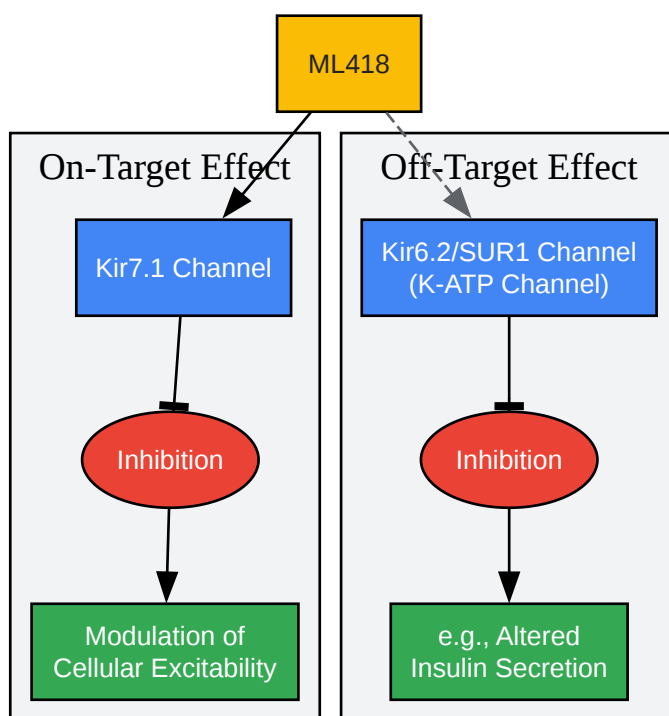 ML418
On-Target Effect
Off-Target Effect
Kir7.1 Channel
Kir6.2/SUR1 Channel
(K-ATP Channel)
Inhibition
Inhibition
Modulation of
Cellular Excitability
e.g., Altered
Insulin Secretion